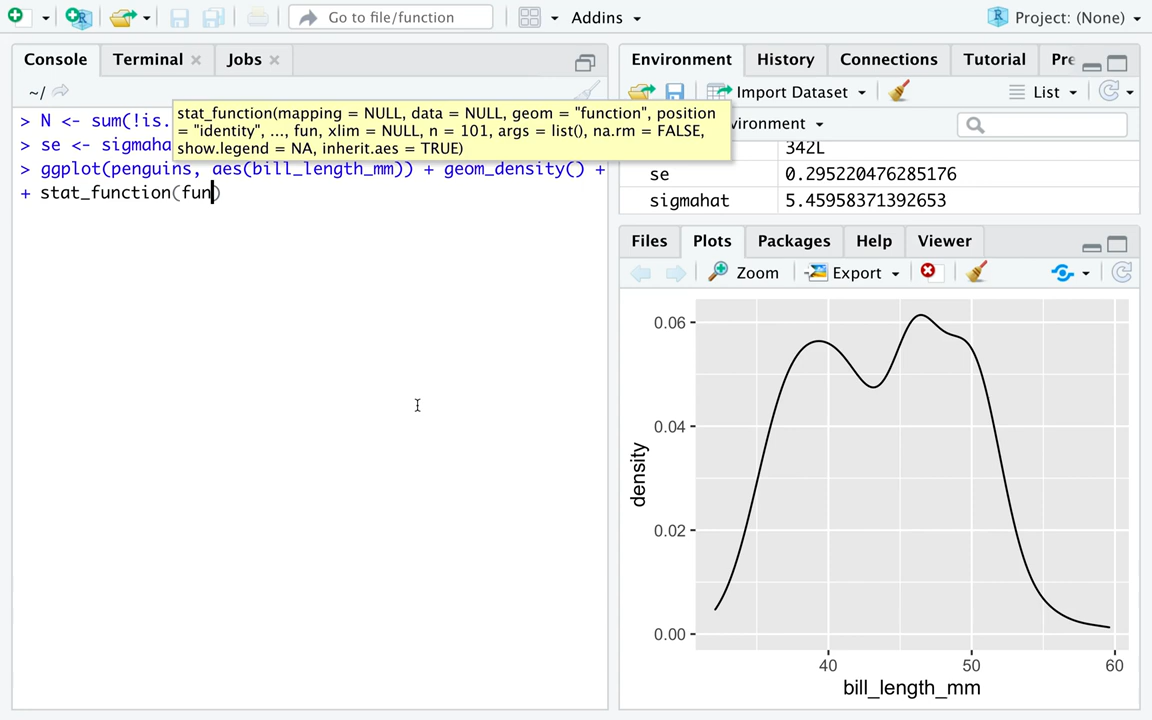 Go to file/function
Addins
Project: (None)
Console
Terminal
Jobs
~/
> N <- sum(!is.
> se <- sigmaha
> ggplot(penguins, aes(bill_length_mm)) + geom_density() +
+ stat_function(fun)
stat_function(mapping = NULL, data = NULL, geom = "function", position
= "identity", ..., fun, xlim = NULL, n = 101, args = list(), na.rm = FALSE,
show.legend = NA, inherit.aes = TRUE)
Environment
History
Connections
Tutorial
Pre
Import Dataset
List
vironment
342L
se 0.295220476285176
sigmahat 5.45958371392653
Files
Plots
Packages
Help
Viewer
Zoom
Export
0.06
0.04
0.02
0.00
density
40
50
60
bill_length_mm